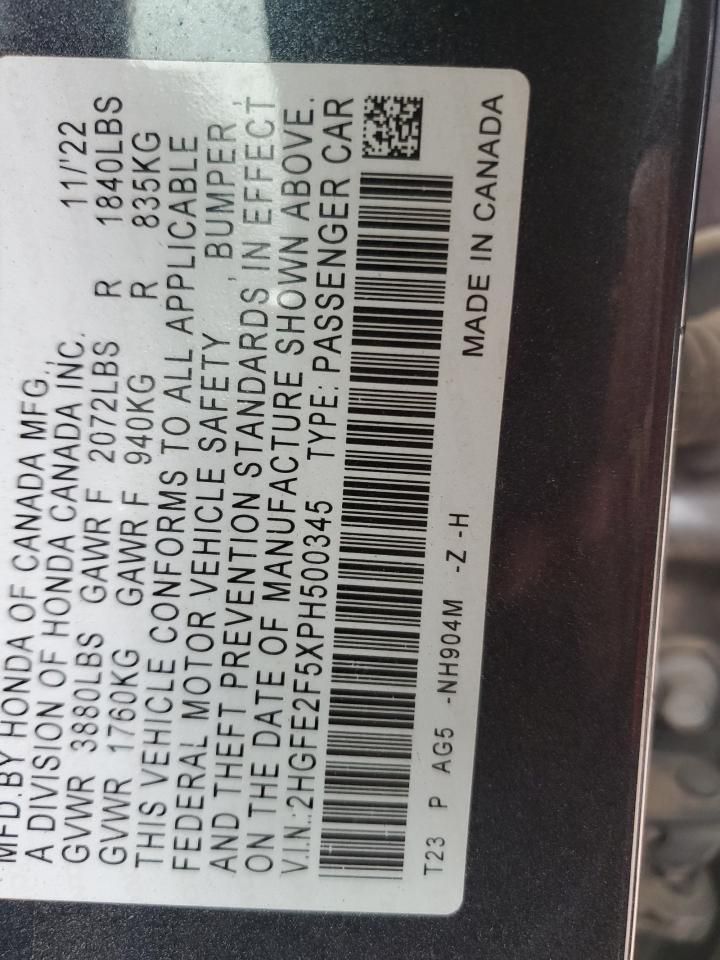 MFD.BY HONDA OF CANADA MFG.,
A DIVISION OF HONDA CANADA INC. 11/'22
GVWR 3880LBS GAWR F 2072LBS R 1840LBS
GVWR 1760KG GAWR F 940KG R 835KG
THIS VEHICLE CONFORMS TO ALL APPLICABLE
FEDERAL MOTOR VEHICLE SAFETY , BUMPER ,
AND THEFT PREVENTION STANDARDS IN EFFECT
ON THE DATE OF MANUFACTURE SHOWN ABOVE.
V.I.N.:2HGFE2F5XPH500345 TYPE: PASSENGER CAR
T23 P AG5 -NH904M -Z -H MADE IN CANADA